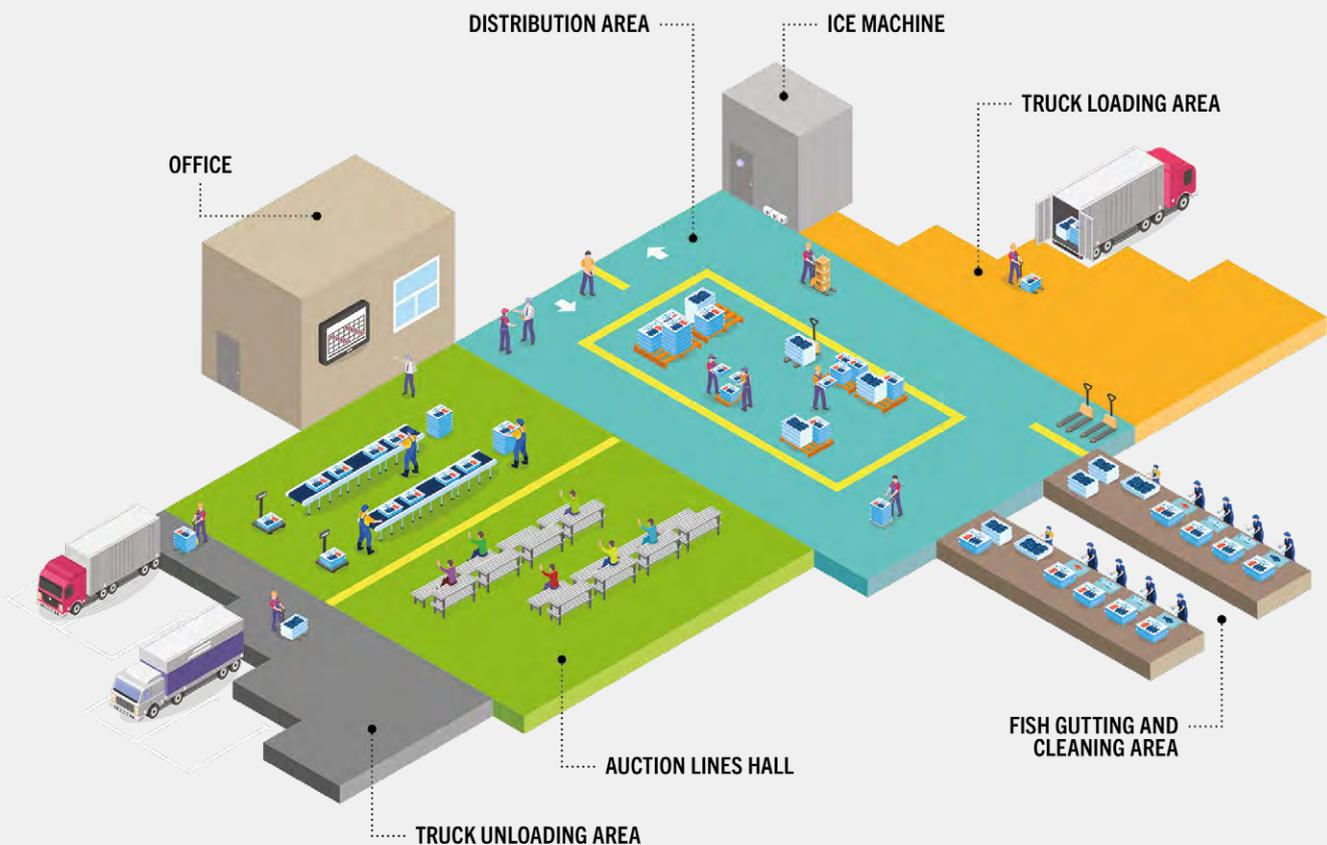 DISTRIBUTION AREA
ICE MACHINE
TRUCK LOADING AREA
OFFICE
FISH GUTTING AND
CLEANING AREA
AUCTION LINES HALL
TRUCK UNLOADING AREA